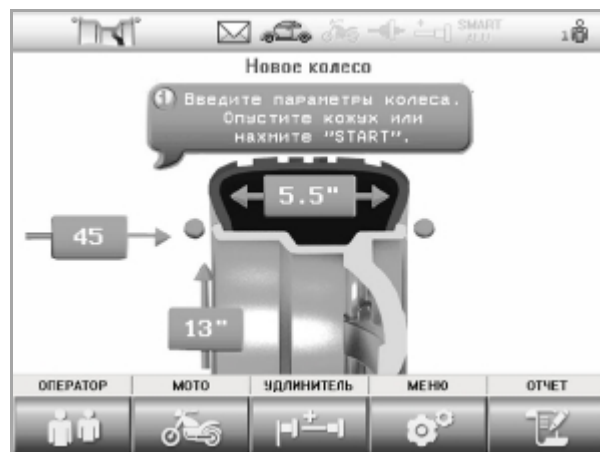 SMART
1
Новое колесо
Введите параметры колеса.
Опустите кожух или
нажмите "START".
5.5"
45
13"
ОПЕРАТОР МОТО УДЛИНИТЕЛЬ МЕНЮ ОТЧЕТ